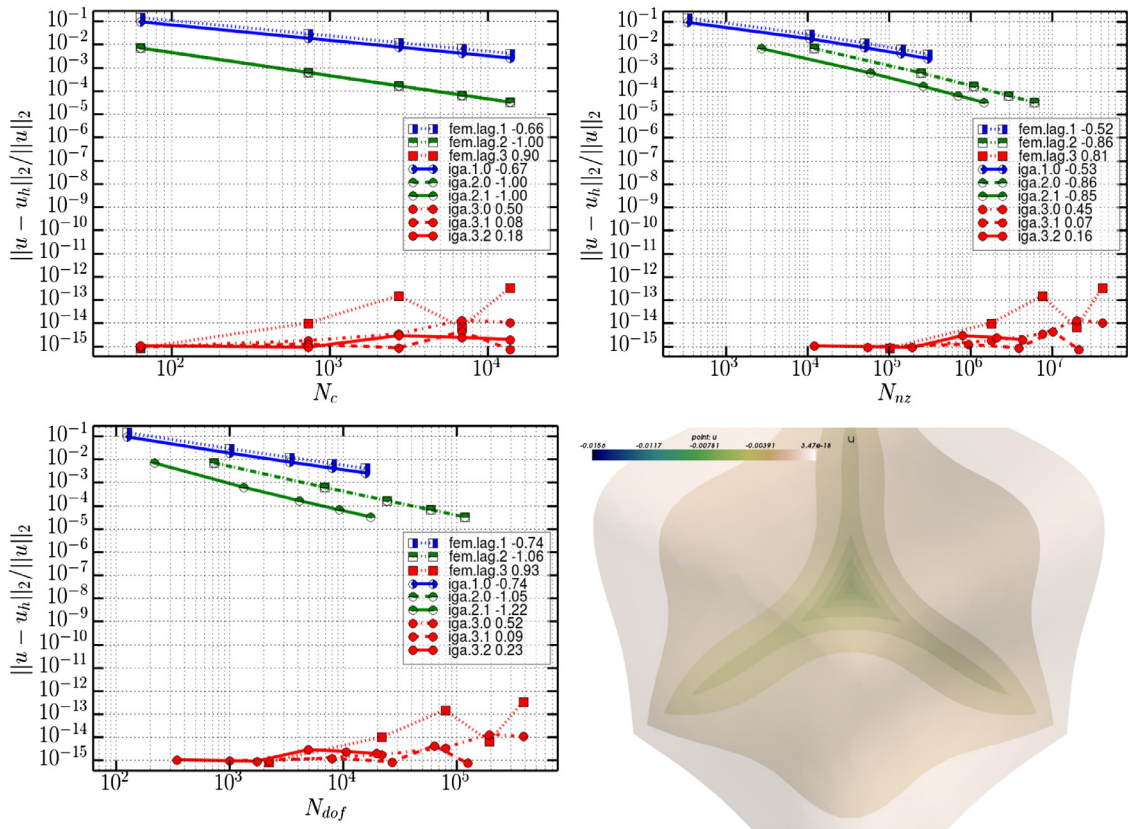 10^{-1}
10^{-2}
10^{-3}
10^{-4}
10^{-5}
10^{-6}
10^{-7}
10^{-8}
10^{-9}
10^{-10}
10^{-11}
10^{-12}
10^{-13}
10^{-14}
10^{-15}
||u − u_h||_2/||u||_2
fem.lag.1 -0.66
fem.lag.2 -1.00
fem.lag.3 0.90
iga.1.0 -0.67
iga.2.0 -1.00
iga.2.1 -1.00
iga.3.0 0.50
iga.3.1 0.08
iga.3.2 0.18
10^2 10^3 10^4
N_c
10^{-1}
10^{-2}
10^{-3}
10^{-4}
10^{-5}
10^{-6}
10^{-7}
10^{-8}
10^{-9}
10^{-10}
10^{-11}
10^{-12}
10^{-13}
10^{-14}
10^{-15}
||u − u_h||_2/||u||_2
fem.lag.1 -0.52
fem.lag.2 -0.86
fem.lag.3 0.81
iga.1.0 -0.53
iga.2.0 -0.86
iga.2.1 -0.85
iga.3.0 0.45
iga.3.1 0.07
iga.3.2 0.16
10^3 10^4 10^5 10^6 10^7
N_{nz}
10^{-1}
10^{-2}
10^{-3}
10^{-4}
10^{-5}
10^{-6}
10^{-7}
10^{-8}
10^{-9}
10^{-10}
10^{-11}
10^{-12}
10^{-13}
10^{-14}
10^{-15}
||u − u_h||_2/||u||_2
fem.lag.1 -0.74
fem.lag.2 -1.06
fem.lag.3 0.93
iga.1.0 -0.74
iga.2.0 -1.05
iga.2.1 -1.22
iga.3.0 0.52
iga.3.1 0.09
iga.3.2 0.23
10^2 10^3 10^4 10^5
N_{dof}
point: u
-0.0156 -0.0117 -0.00781 -0.00391 3.47e-18
u